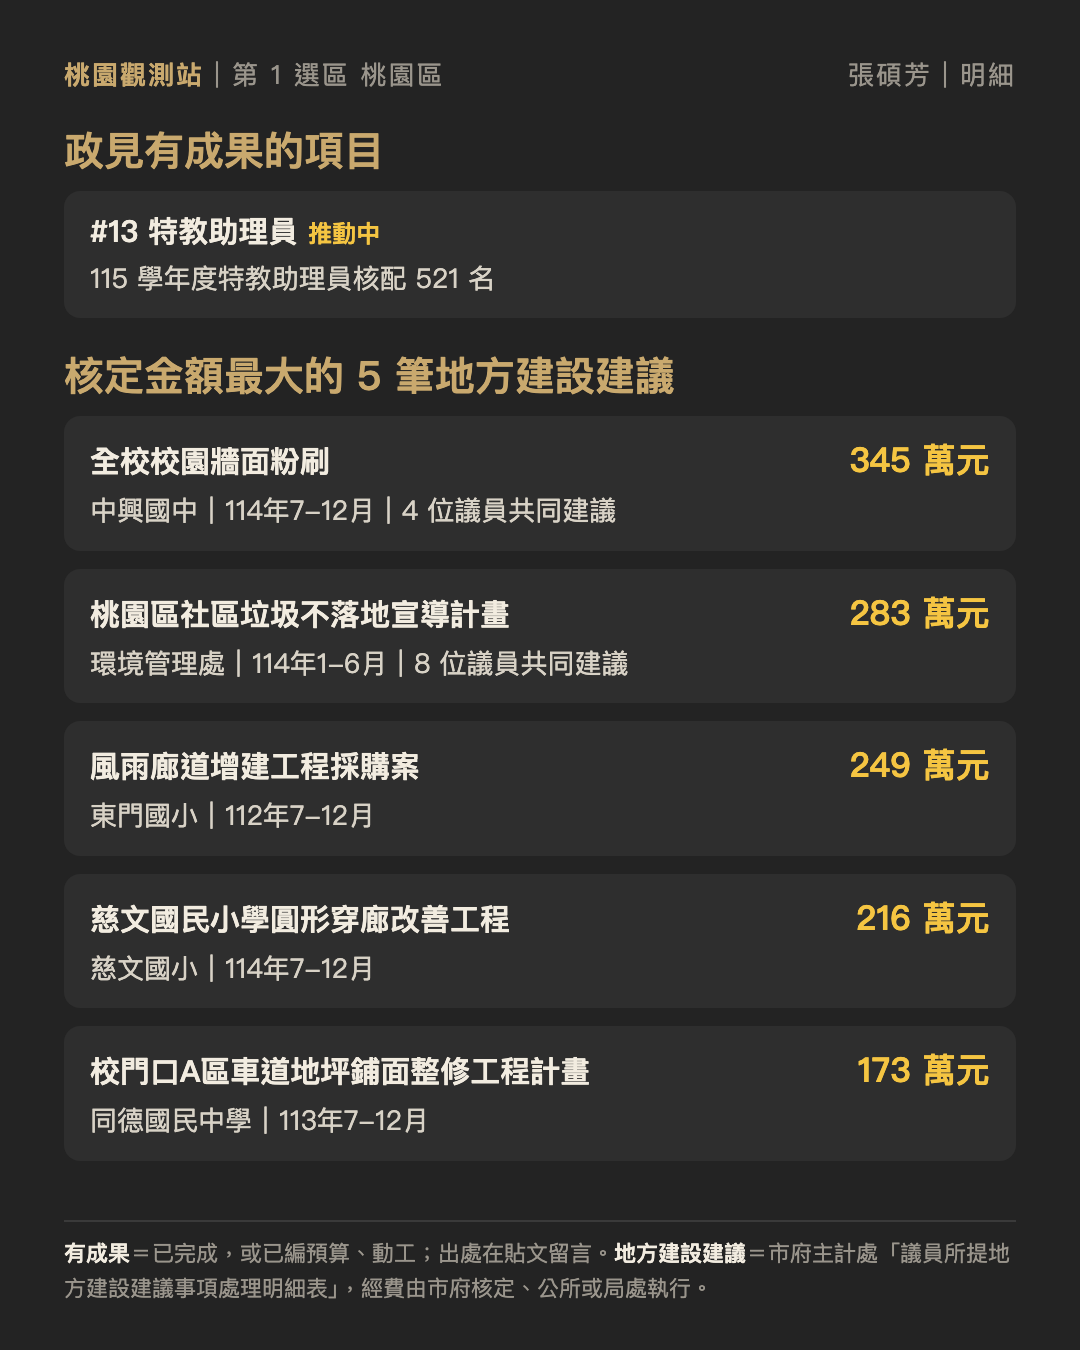 桃園觀測站｜第 1 選區 桃園區
張碩芳｜明細
政見有成果的項目
#13 特教助理員 推動中
115 學年度特教助理員核配 521 名
核定金額最大的 5 筆地方建設建議
全校校園牆面粉刷 345 萬元
中興國中｜114年7–12月｜4 位議員共同建議
桃園區社區垃圾不落地宣導計畫 283 萬元
環境管理處｜114年1–6月｜8 位議員共同建議
風雨廊道增建工程採購案 249 萬元
東門國小｜112年7–12月
慈文國民小學圓形穿廊改善工程 216 萬元
慈文國小｜114年7–12月
校門口A區車道地坪鋪面整修工程計畫 173 萬元
同德國民中學｜113年7–12月
有成果＝已完成，或已編預算、動工；出處在貼文留言。地方建設建議＝市府主計處「議員所提地
方建設建議事項處理明細表」，經費由市府核定、公所或局處執行。